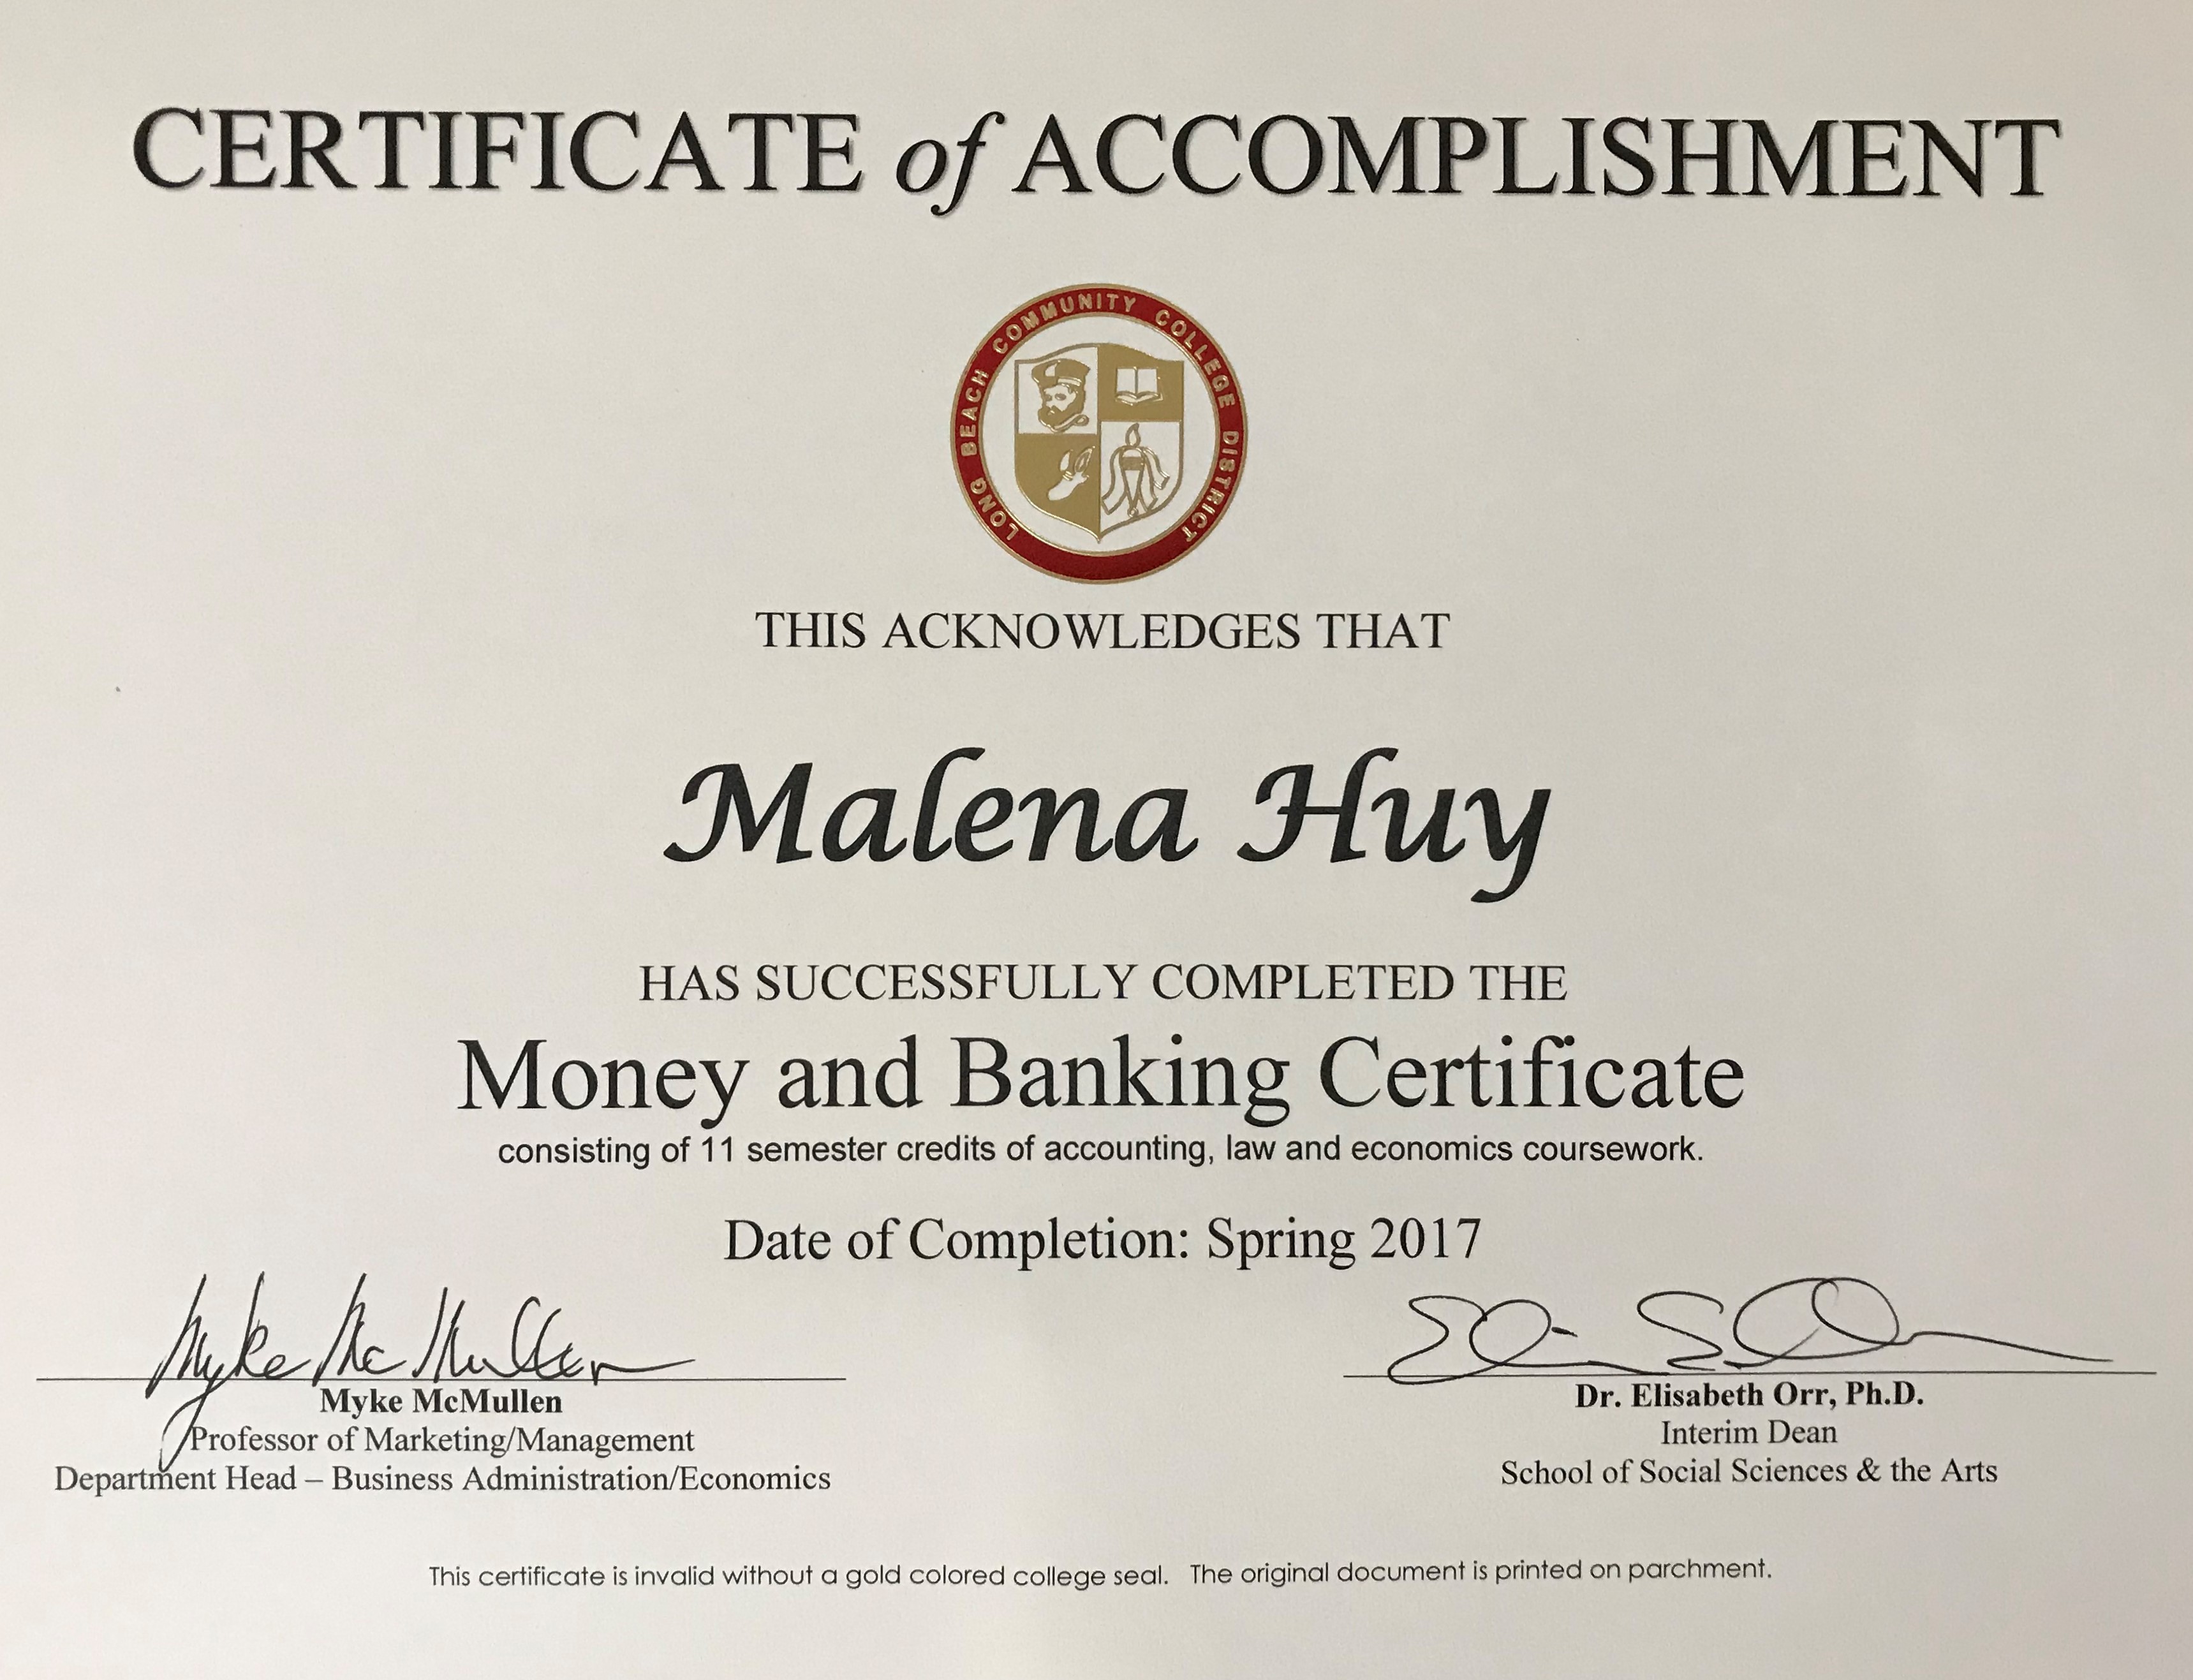 CERTIFICATE of ACCOMPLISHMENT
LONG BEACH COMMUNITY COLLEGE DISTRICT
THIS ACKNOWLEDGES THAT
Malena Huy
HAS SUCCESSFULLY COMPLETED THE
Money and Banking Certificate
consisting of 11 semester credits of accounting, law and economics coursework.
Date of Completion: Spring 2017
Myke McMullen
Myke McMullen
Professor of Marketing/Management
Department Head – Business Administration/Economics
Dr. Elisabeth Orr, Ph.D.
Interim Dean
School of Social Sciences & the Arts
This certificate is invalid without a gold colored college seal. The original document is printed on parchment.